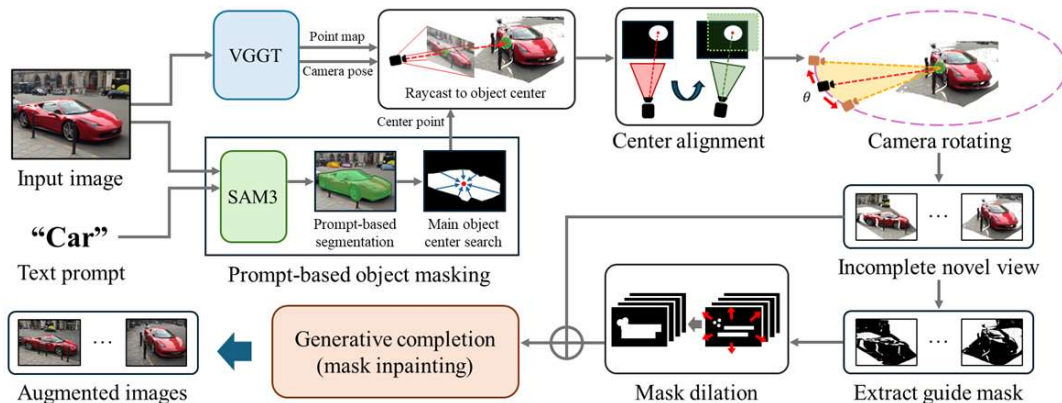 VGGT
Point map
Camera pose
Raycast to object center
Center alignment
θ
Camera rotating
Input image
Center point
SAM3
Prompt-based
segmentation
Main object
center search
“Car”
Text prompt
Prompt-based object masking
Incomplete novel view
Generative completion
(mask inpainting)
Augmented images
Mask dilation
Extract guide mask